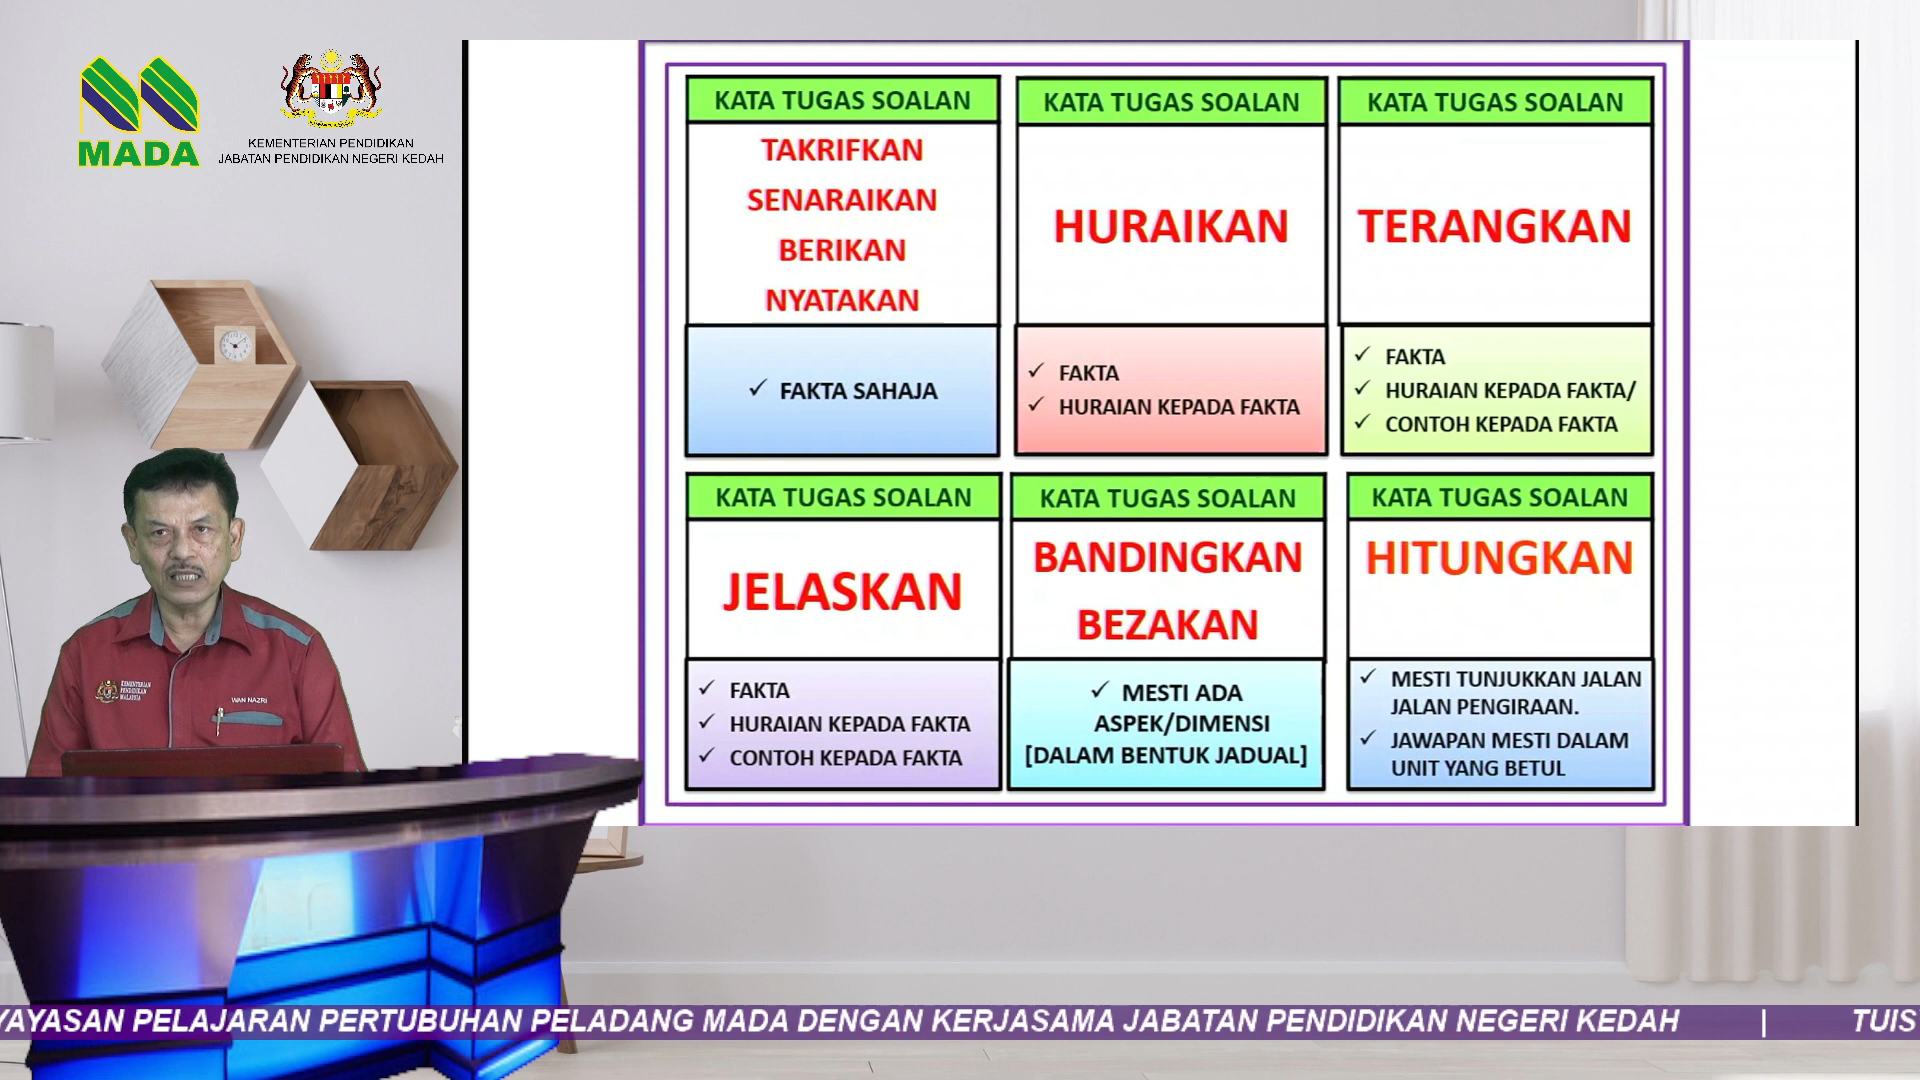 MADA
KEMENTERIAN PENDIDIKAN
JABATAN PENDIDIKAN NEGERI KEDAH
KATA TUGAS SOALAN
TAKRIFKAN
SENARAIKAN
BERIKAN
NYATAKAN
✓ FAKTA SAHAJA
KATA TUGAS SOALAN
HURAIKAN
✓ FAKTA
✓ HURAIAN KEPADA FAKTA
KATA TUGAS SOALAN
TERANGKAN
✓ FAKTA
✓ HURAIAN KEPADA FAKTA/
✓ CONTOH KEPADA FAKTA
KATA TUGAS SOALAN
JELASKAN
✓ FAKTA
✓ HURAIAN KEPADA FAKTA
✓ CONTOH KEPADA FAKTA
KATA TUGAS SOALAN
BANDINGKAN
BEZAKAN
✓ MESTI ADA
ASPEK/DIMENSI
[DALAM BENTUK JADUAL]
KATA TUGAS SOALAN
HITUNGKAN
✓ MESTI TUNJUKKAN JALAN
JALAN PENGIRAAN.
✓ JAWAPAN MESTI DALAM
UNIT YANG BETUL
KEMENTERIAN
PENDIDIKAN
MALAYSIA
WAN NAZRI
YAYASAN PELAJARAN PERTUBUHAN PELADANG MADA DENGAN KERJASAMA JABATAN PENDIDIKAN NEGERI KEDAH | TUIS